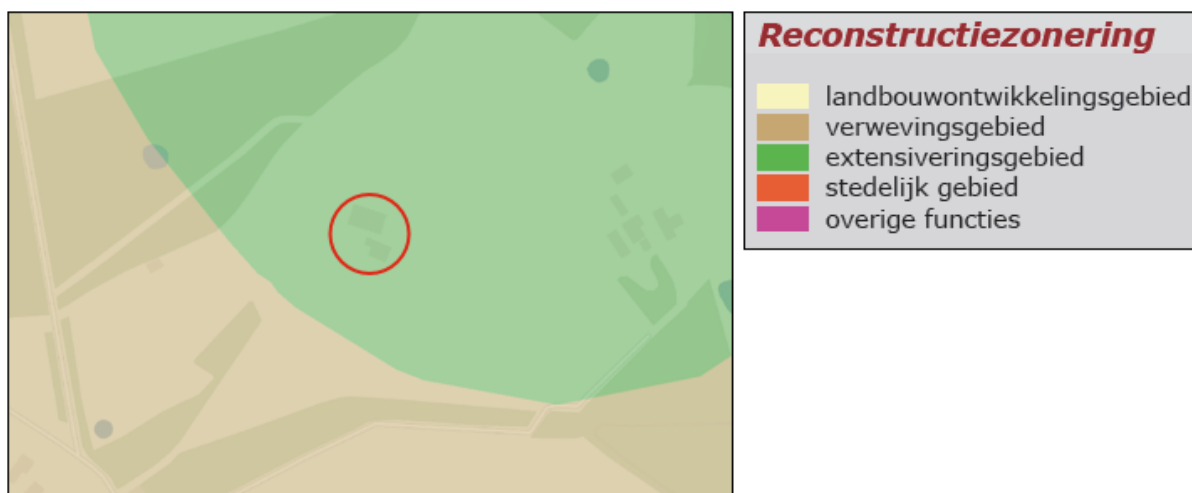 Reconstructiezonering
landbouwontwikkelingsgebied
verwevingsgebied
extensiveringsgebied
stedelijk gebied
overige functies